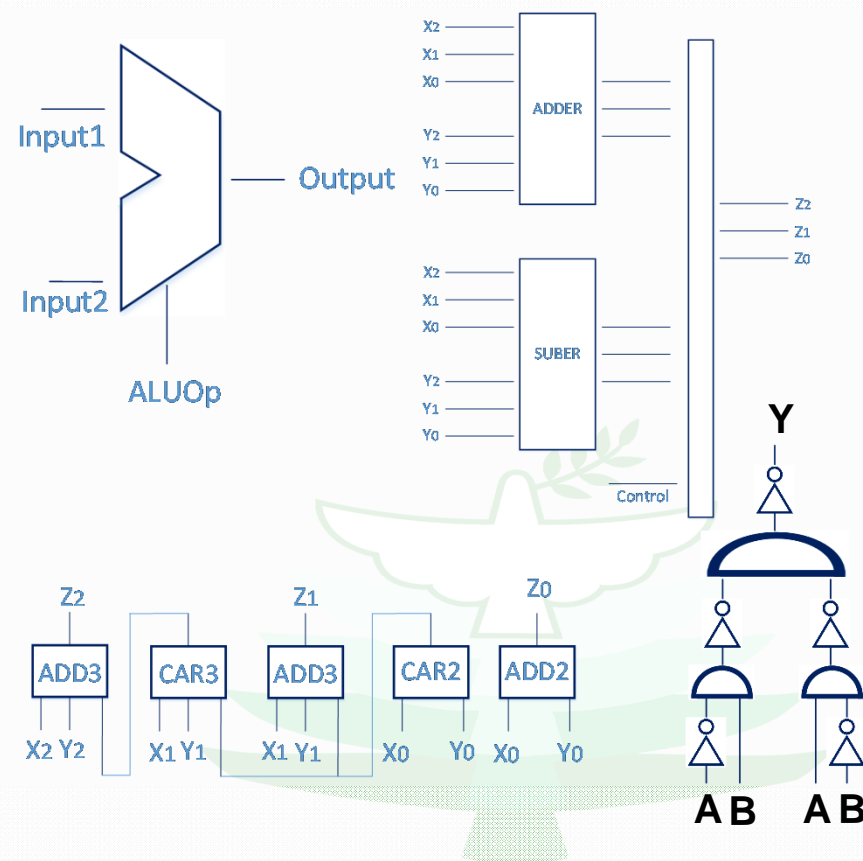 Input1
Input2
Output
ALUOp
X2
X1
X0
Y2
Y1
Y0
ADDER
X2
X1
X0
Y2
Y1
Y0
SUBER
Control
Z2
Z1
Z0
Z2
Z1
Z0
ADD3
CAR3
ADD3
CAR2
ADD2
X2 Y2
X1 Y1
X1 Y1
X0 Y0
X0 Y0
Y
A B A B